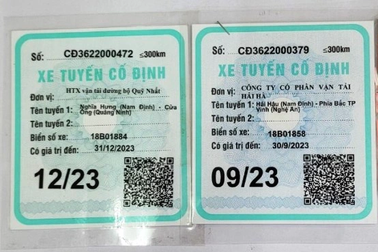 Số: CĐ3622000472 ≤300km
XE TUYẾN CỐ ĐỊNH
Đơn vị: HTX vận tải đường bộ Quý Nhất
Tên tuyến 1: Nghĩa Hưng (Nam Định) - Cửa Ông (Quảng Ninh)
Tên tuyến 2:
Biển số xe: 18B01884
Có giá trị đến: 31/12/2023
12/23
Số: CĐ3622000379 ≤300km
XE TUYẾN CỐ ĐỊNH
Đơn vị: CÔNG TY CỔ PHẦN VẬN TẢI
HẢI HÀ
Tên tuyến 1: Hải Hậu (Nam Định) - Phía Bắc TP
Vinh (Nghệ An)
Tên tuyến 2:
Biển số xe: 18B01858
Có giá trị đến: 30/9/2023
09/23